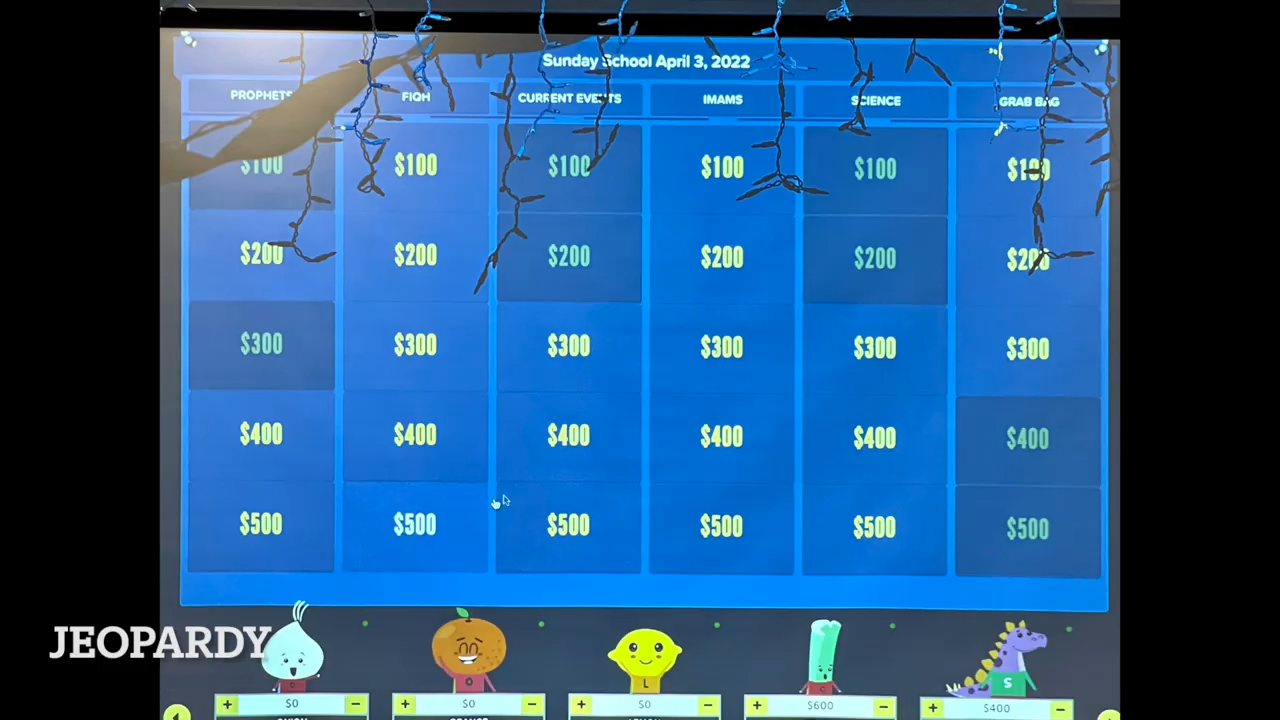 Sunday School April 3, 2022
PROPHETS FIQH CURRENT EVENTS IMAMS SCIENCE GRAB BAG
$100 $100 $100 $100 $100 $100
$200 $200 $200 $200 $200 $200
$300 $300 $300 $300 $300 $300
$400 $400 $400 $400 $400 $400
$500 $500 $500 $500 $500 $500
JEOPARDY
O L C S
+ $0 − + $0 − + $0 − + $600 − + $400 −